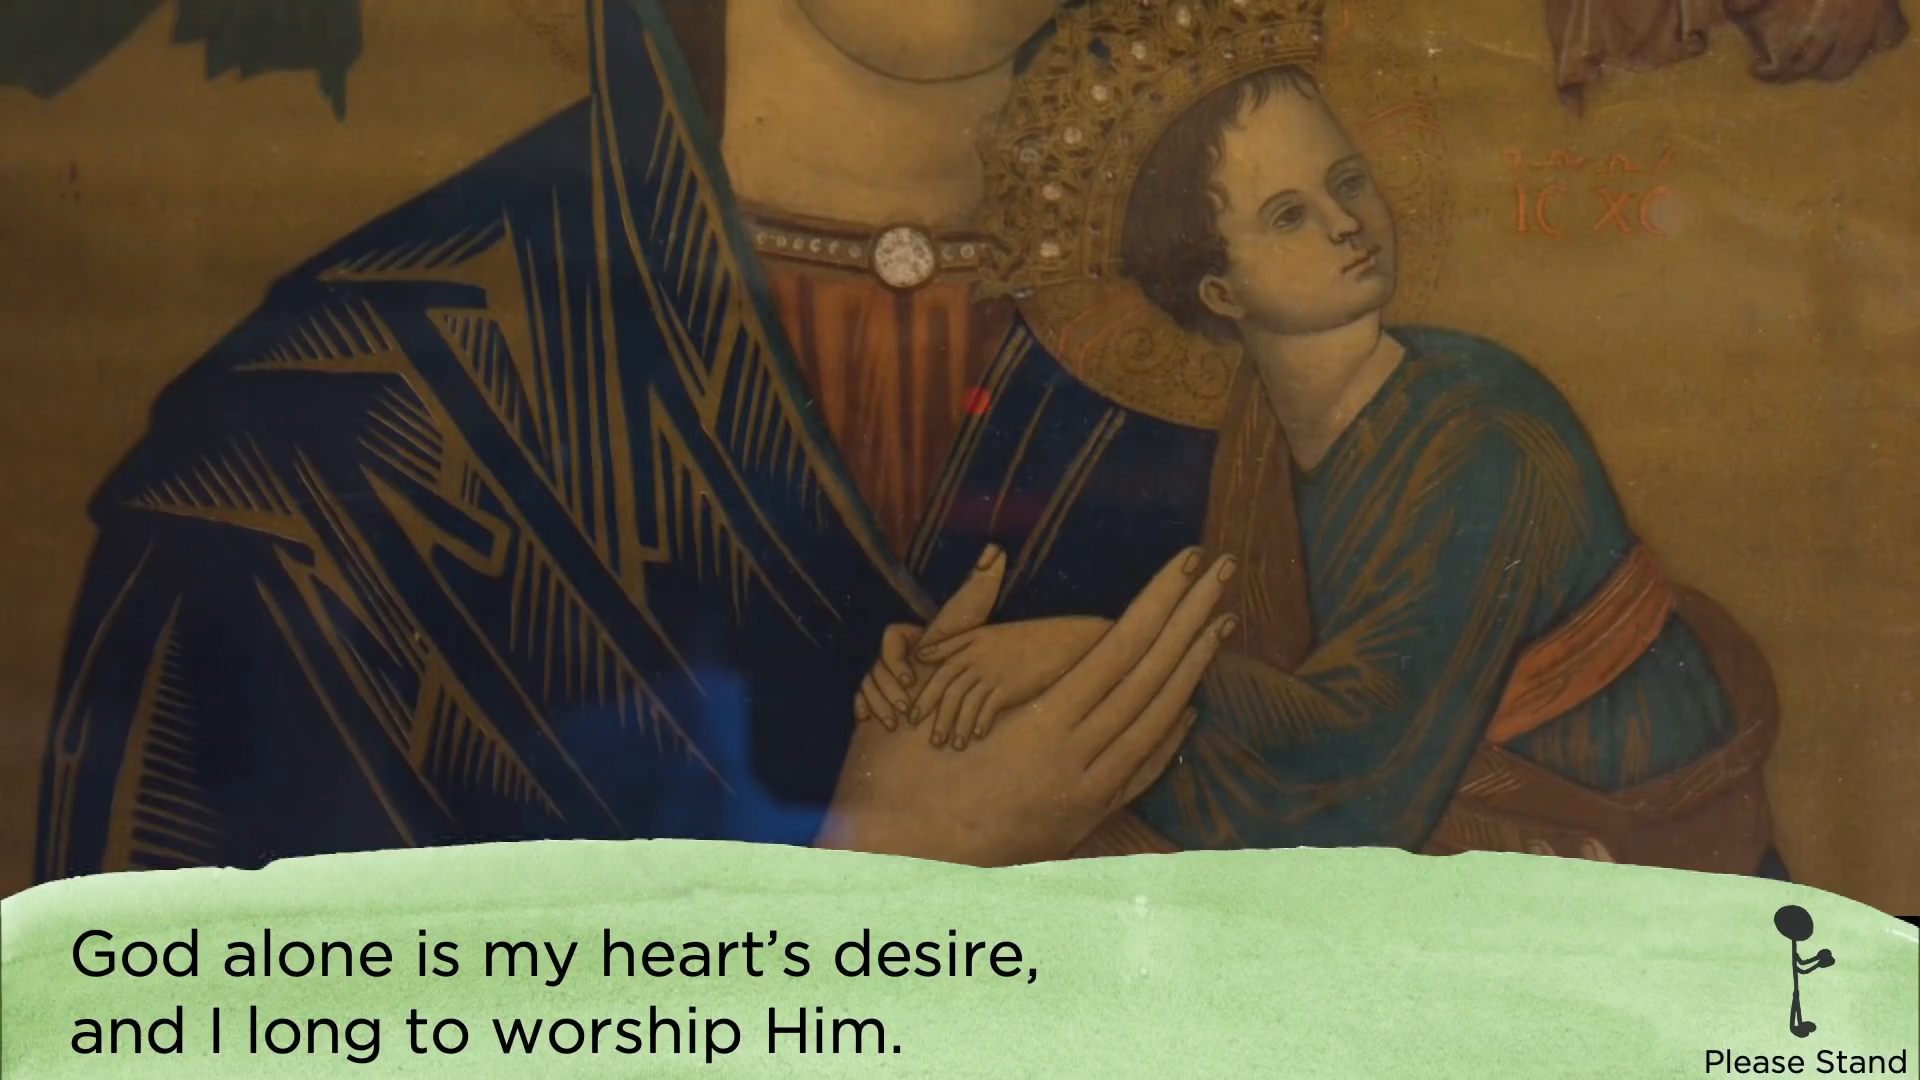 IC XC
God alone is my heart’s desire,
and I long to worship Him.
Please Stand